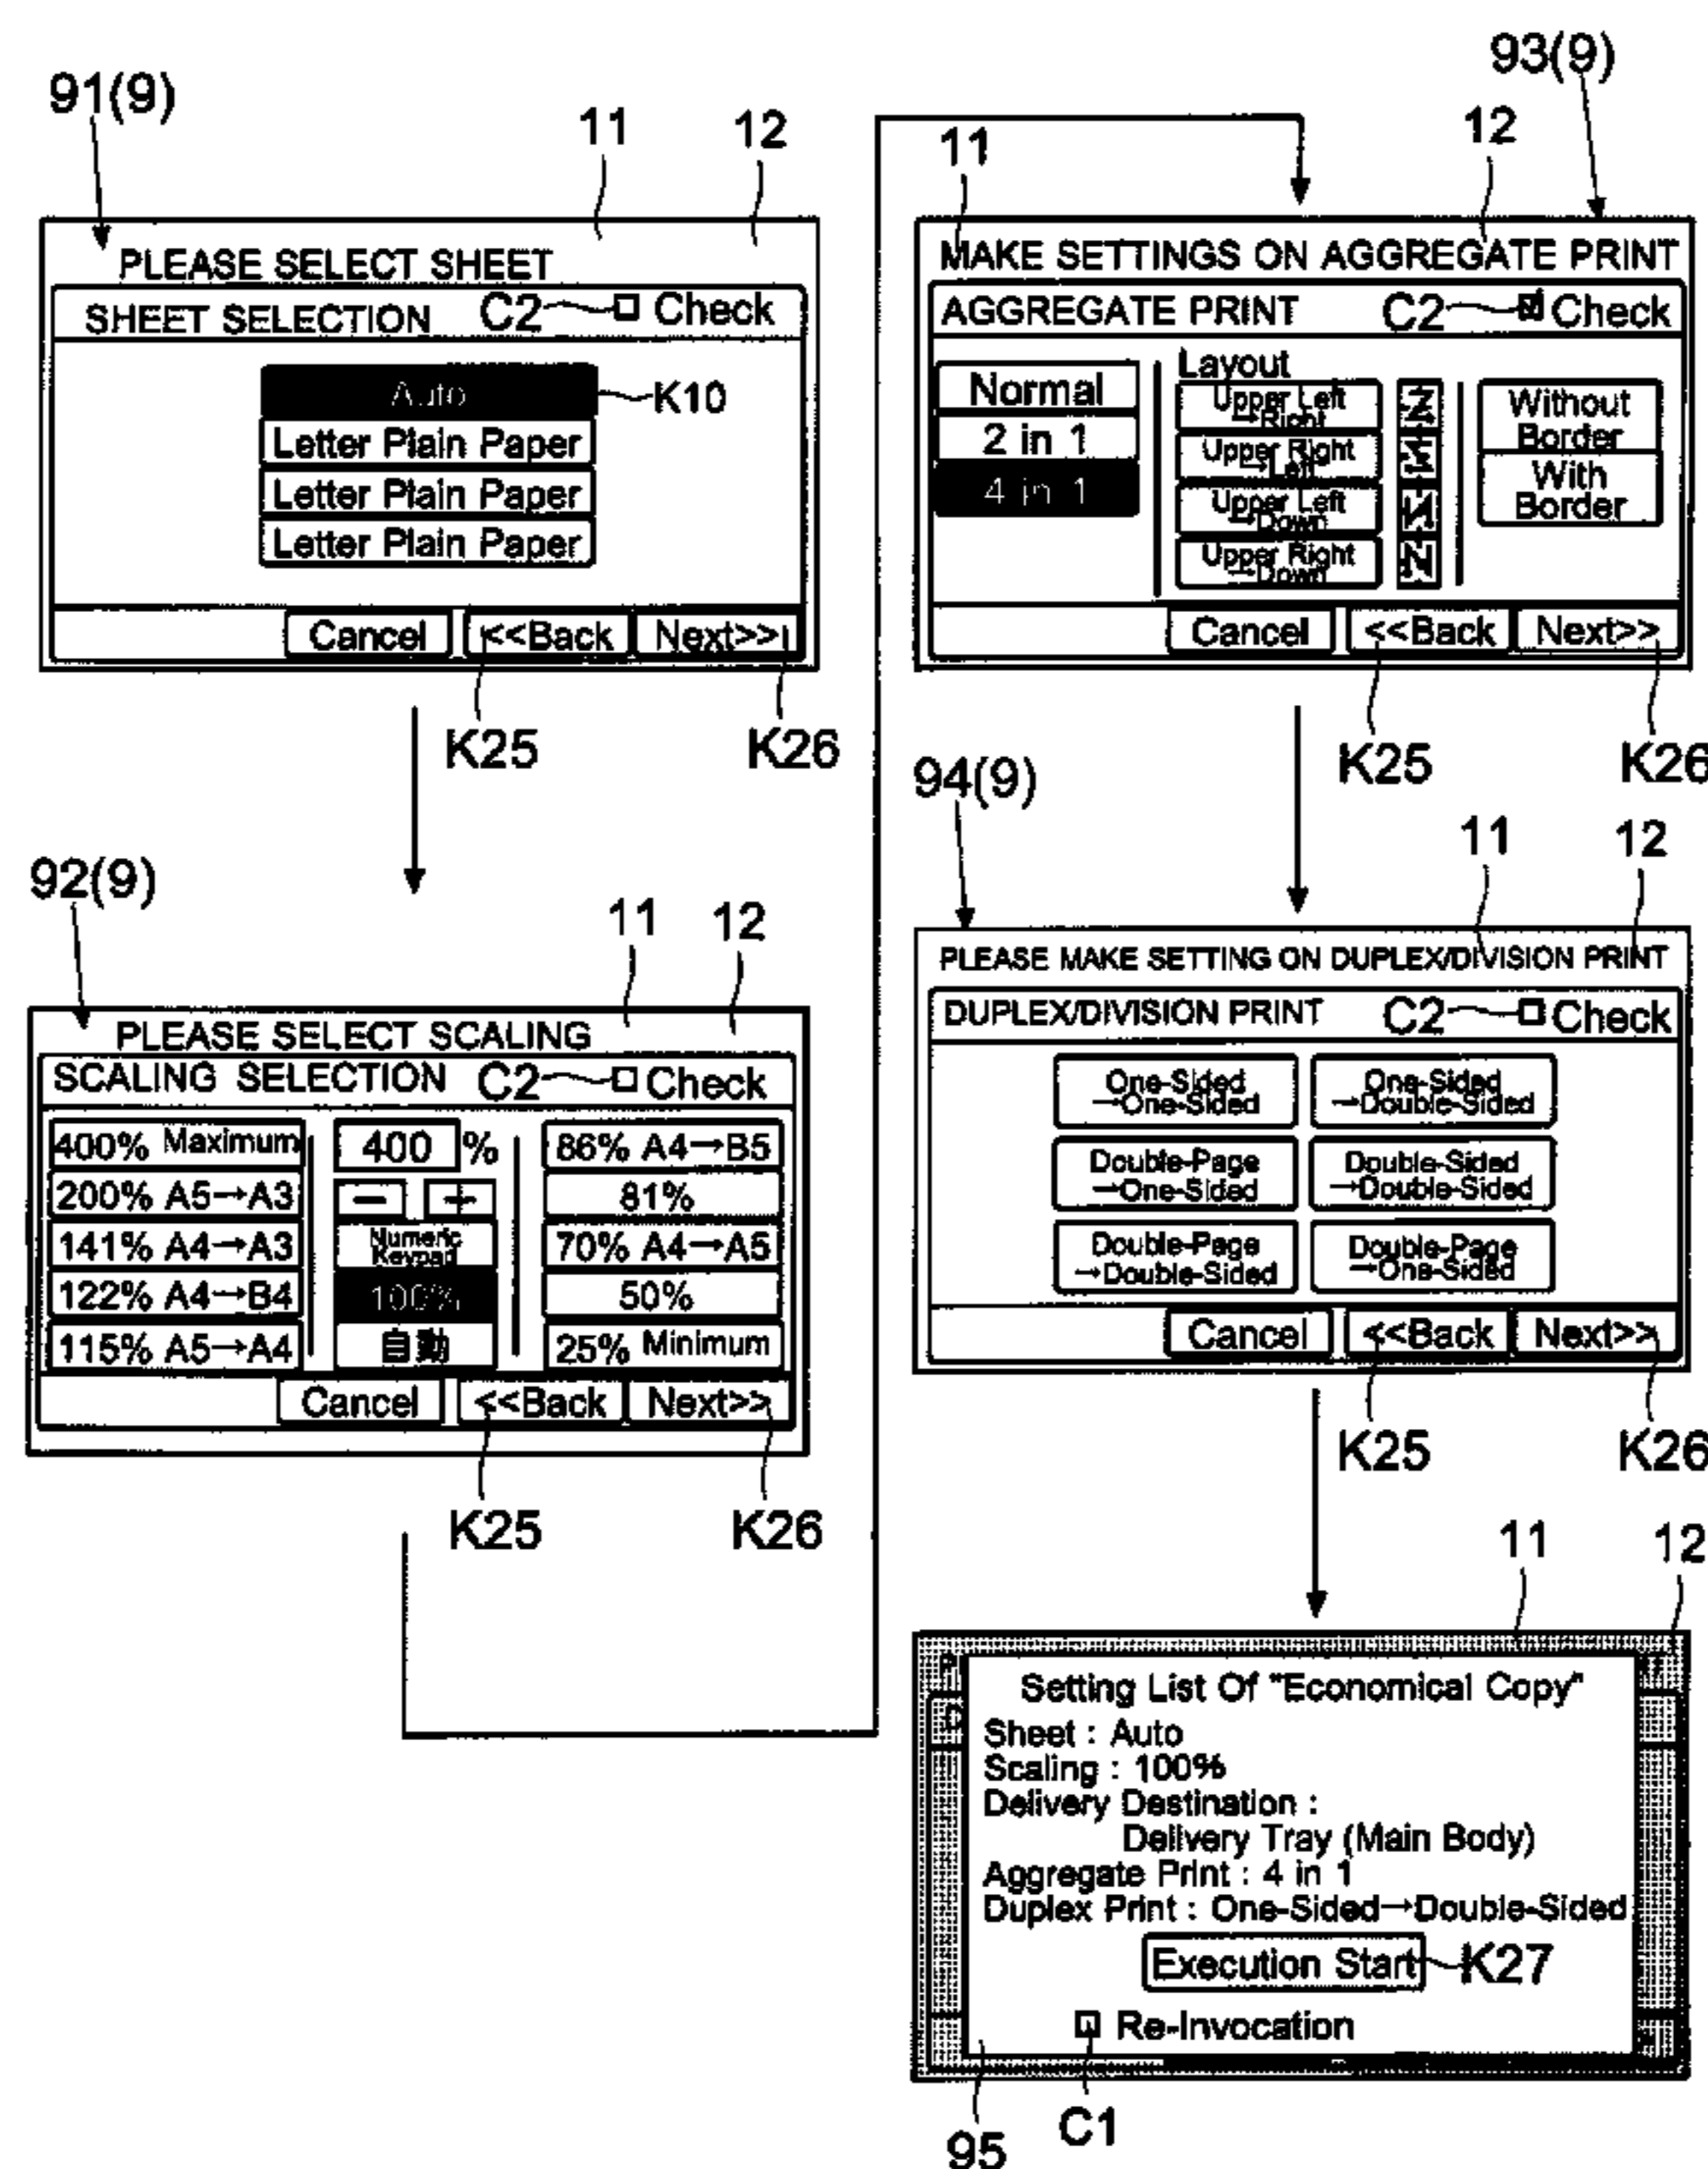 91(9)
11
12
PLEASE SELECT SHEET
SHEET SELECTION
C2
Check
Auto
K10
Letter Plain Paper
Letter Plain Paper
Letter Plain Paper
Cancel
<<Back
Next>>
K25
K26
92(9)
11
12
PLEASE SELECT SCALING
SCALING SELECTION
C2
Check
400% Maximum
200% A5→A3
141% A4→A3
122% A4→B4
115% A5→A4
400 %
−
+
Numeric
Keypad
100%
自動
86% A4→B5
81%
70% A4→A5
50%
25% Minimum
Cancel
<<Back
Next>>
K25
K26
93(9)
11
12
MAKE SETTINGS ON AGGREGATE PRINT
AGGREGATE PRINT
C2
Check
Normal
2 in 1
4 in 1
Layout
Upper Left
→Right
Upper Right
→Left
Upper Left
→Down
Upper Right
→Down
Without
Border
With
Border
Cancel
<<Back
Next>>
K25
K26
94(9)
11
12
PLEASE MAKE SETTING ON DUPLEX/DIVISION PRINT
DUPLEX/DIVISION PRINT
C2
Check
One-Sided
→One-Sided
One-Sided
→Double-Sided
Double-Page
→One-Sided
Double-Sided
→Double-Sided
Double-Page
→Double-Sided
Double-Page
→One-Sided
Cancel
<<Back
Next>>
K25
K26
11
12
Setting List Of "Economical Copy"
Sheet : Auto
Scaling : 100%
Delivery Destination :
Delivery Tray (Main Body)
Aggregate Print : 4 in 1
Duplex Print : One-Sided→Double-Sided
Execution Start
K27
Re-Invocation
95
C1